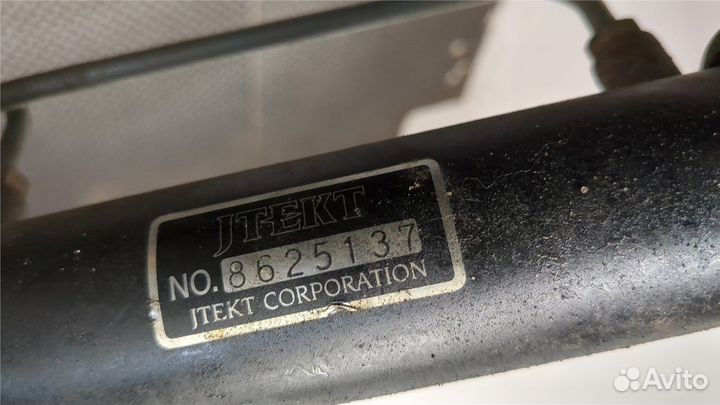 JTEKT
NO. 8625137
JTEKT CORPORATION
Avito